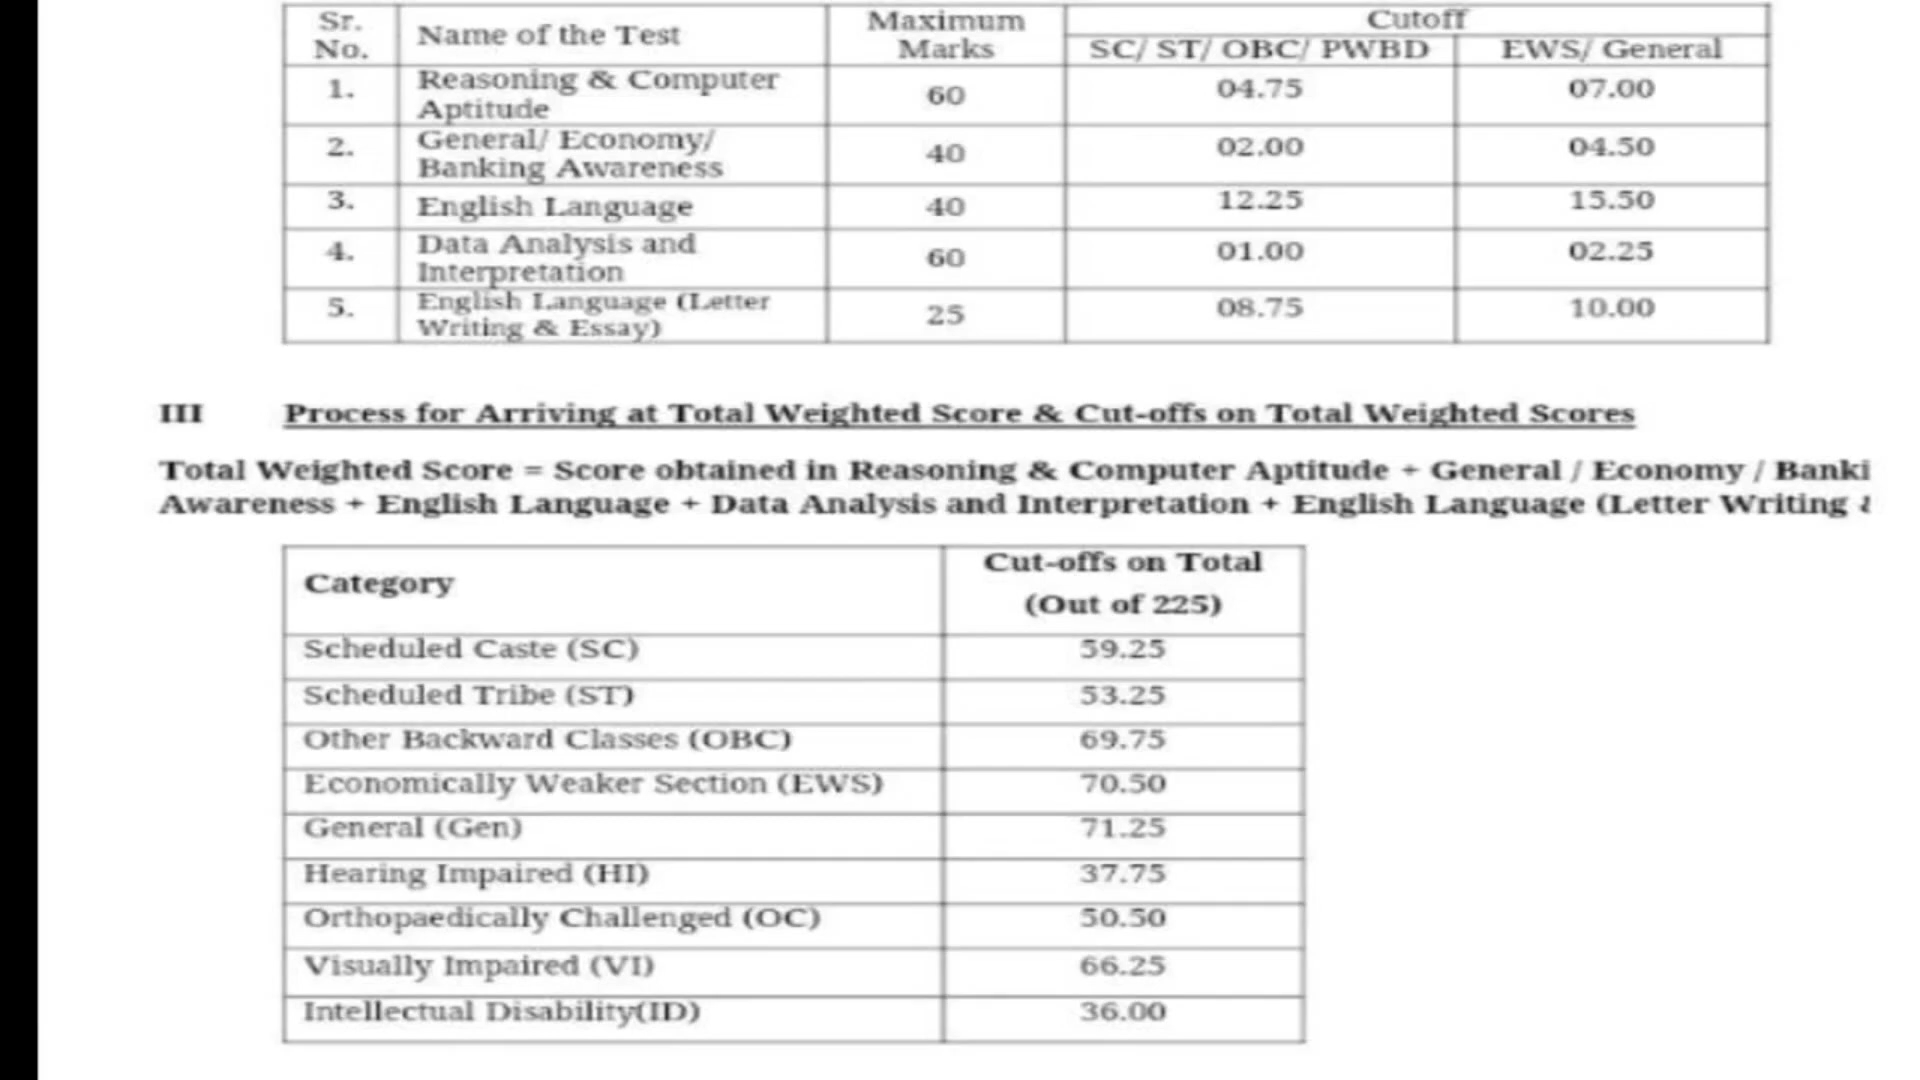 Sr. No. Name of the Test Maximum Marks Cutoff
SC/ ST/ OBC/ PWBD EWS/ General
1. Reasoning & Computer Aptitude 60 04.75 07.00
2. General/ Economy/ Banking Awareness 40 02.00 04.50
3. English Language 40 12.25 15.50
4. Data Analysis and Interpretation 60 01.00 02.25
5. English Language (Letter Writing & Essay) 25 08.75 10.00
III Process for Arriving at Total Weighted Score & Cut-offs on Total Weighted Scores
Total Weighted Score = Score obtained in Reasoning & Computer Aptitude + General / Economy / Banki
Awareness + English Language + Data Analysis and Interpretation + English Language (Letter Writing
Category Cut-offs on Total (Out of 225)
Scheduled Caste (SC) 59.25
Scheduled Tribe (ST) 53.25
Other Backward Classes (OBC) 69.75
Economically Weaker Section (EWS) 70.50
General (Gen) 71.25
Hearing Impaired (HI) 37.75
Orthopaedically Challenged (OC) 50.50
Visually Impaired (VI) 66.25
Intellectual Disability(ID) 36.00